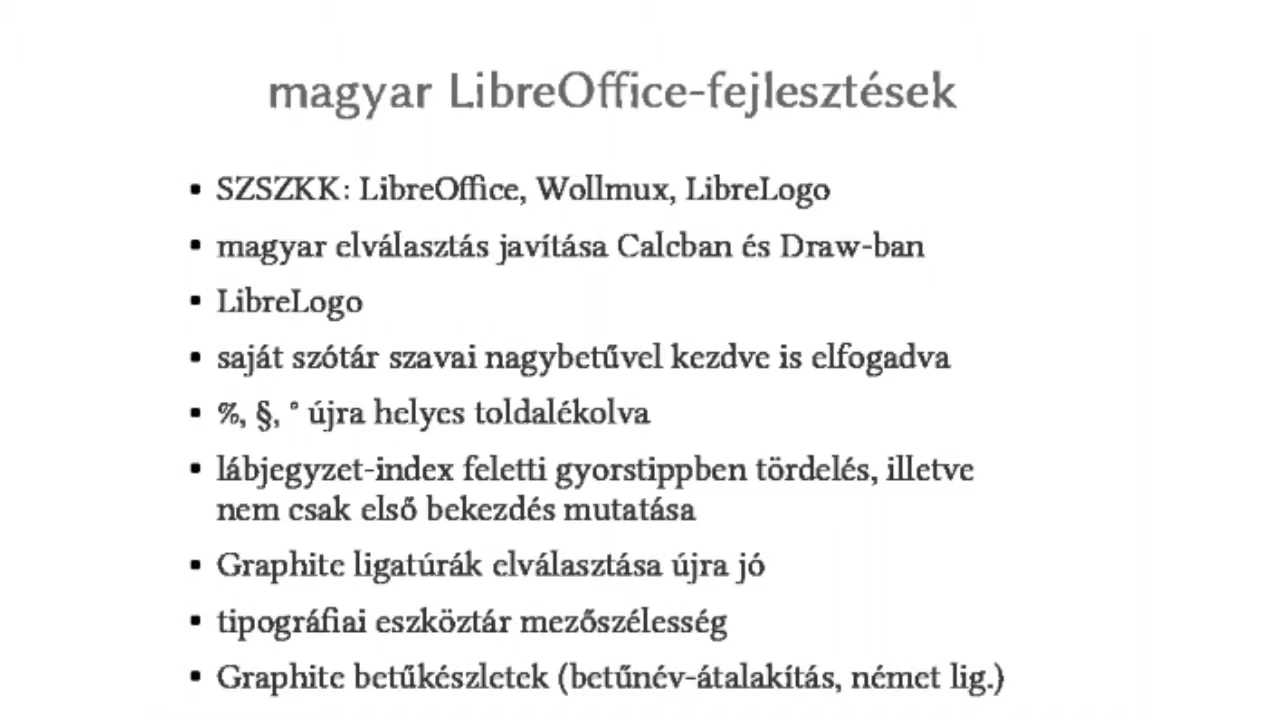 magyar LibreOffice-fejlesztések
▪ SZSZKK: LibreOffice, Wollmux, LibreLogo
▪ magyar elválasztás javítása Calcban és Draw-ban
▪ LibreLogo
▪ saját szótár szavai nagybetűvel kezdve is elfogadva
▪ %, §, ° újra helyes toldalékolva
▪ lábjegyzet-index feletti gyorstippben tördelés, illetve
nem csak első bekezdés mutatása
▪ Graphite ligatúrák elválasztása újra jó
▪ tipográfiai eszköztár mezőszélesség
▪ Graphite betűkészletek (betűnév-átalakítás, német lig.)